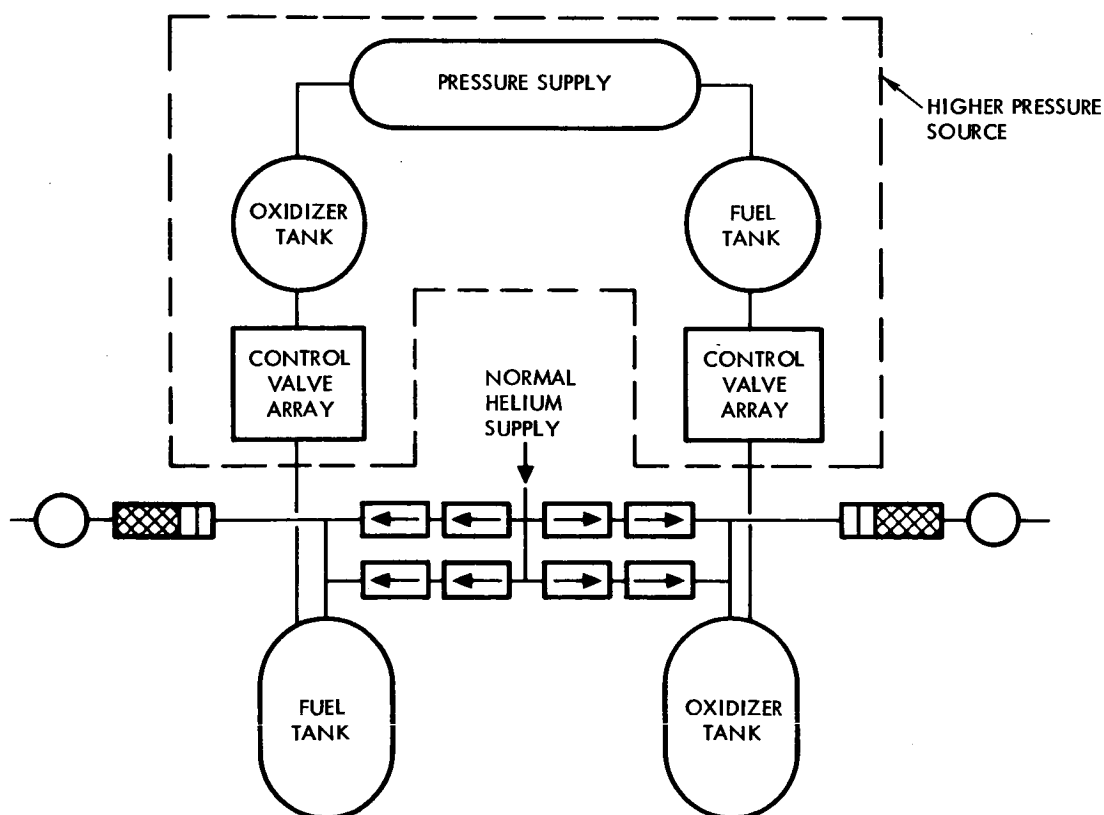 PRESSURE SUPPLY
HIGHER PRESSURE
SOURCE
OXIDIZER
TANK
FUEL
TANK
CONTROL
VALVE
ARRAY
NORMAL
HELIUM
SUPPLY
CONTROL
VALVE
ARRAY
FUEL
TANK
OXIDIZER
TANK